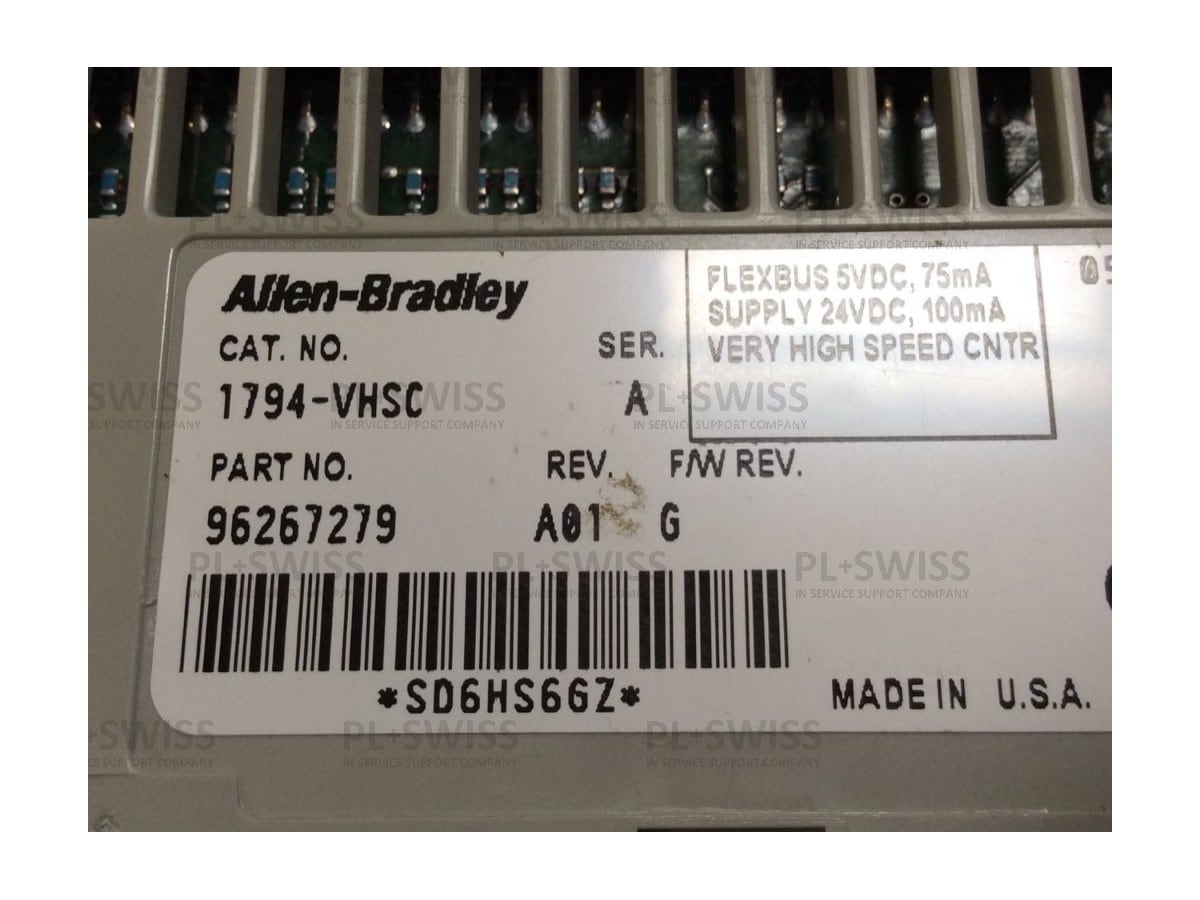 Allen-Bradley
FLEXBUS 5VDC, 75mA
SUPPLY 24VDC, 100mA
VERY HIGH SPEED CNTR
CAT. NO. SER.
1794-VHSC A
PART NO. REV. F/W REV.
96267279 A01 G
*SD6HS6GZ*
MADE IN U.S.A.
PL+SWISS
IN SERVICE SUPPORT COMPANY